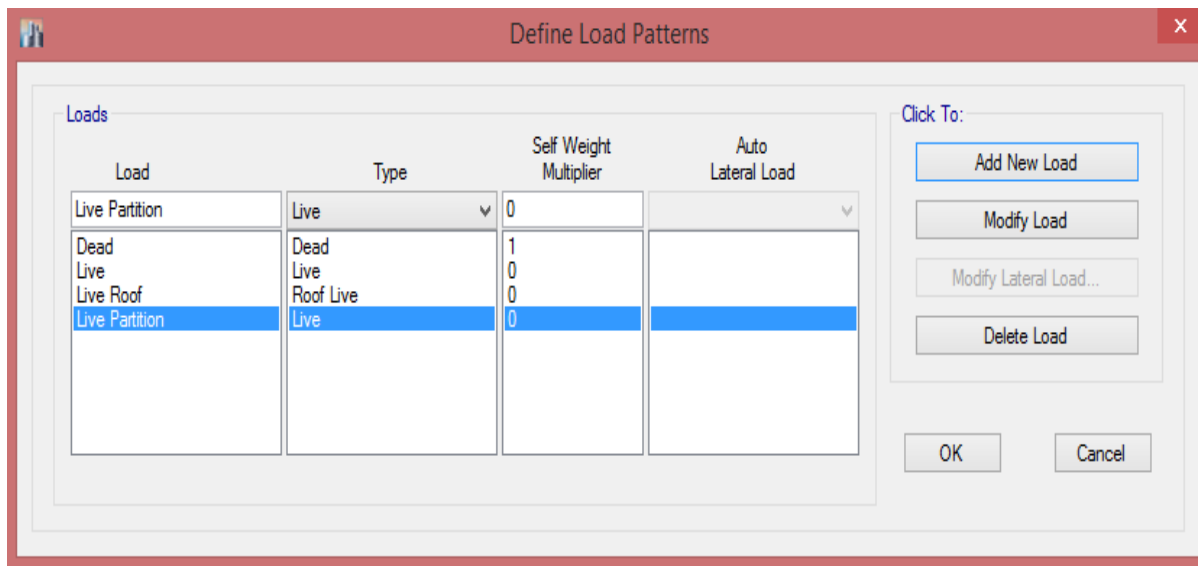 Define Load Patterns
X
Loads
Click To:
Load Type Self Weight Multiplier Auto Lateral Load
Live Partition Live 0
Dead Dead 1
Live Live 0
Live Roof Roof Live 0
Live Partition Live 0
Add New Load
Modify Load
Modify Lateral Load...
Delete Load
OK Cancel